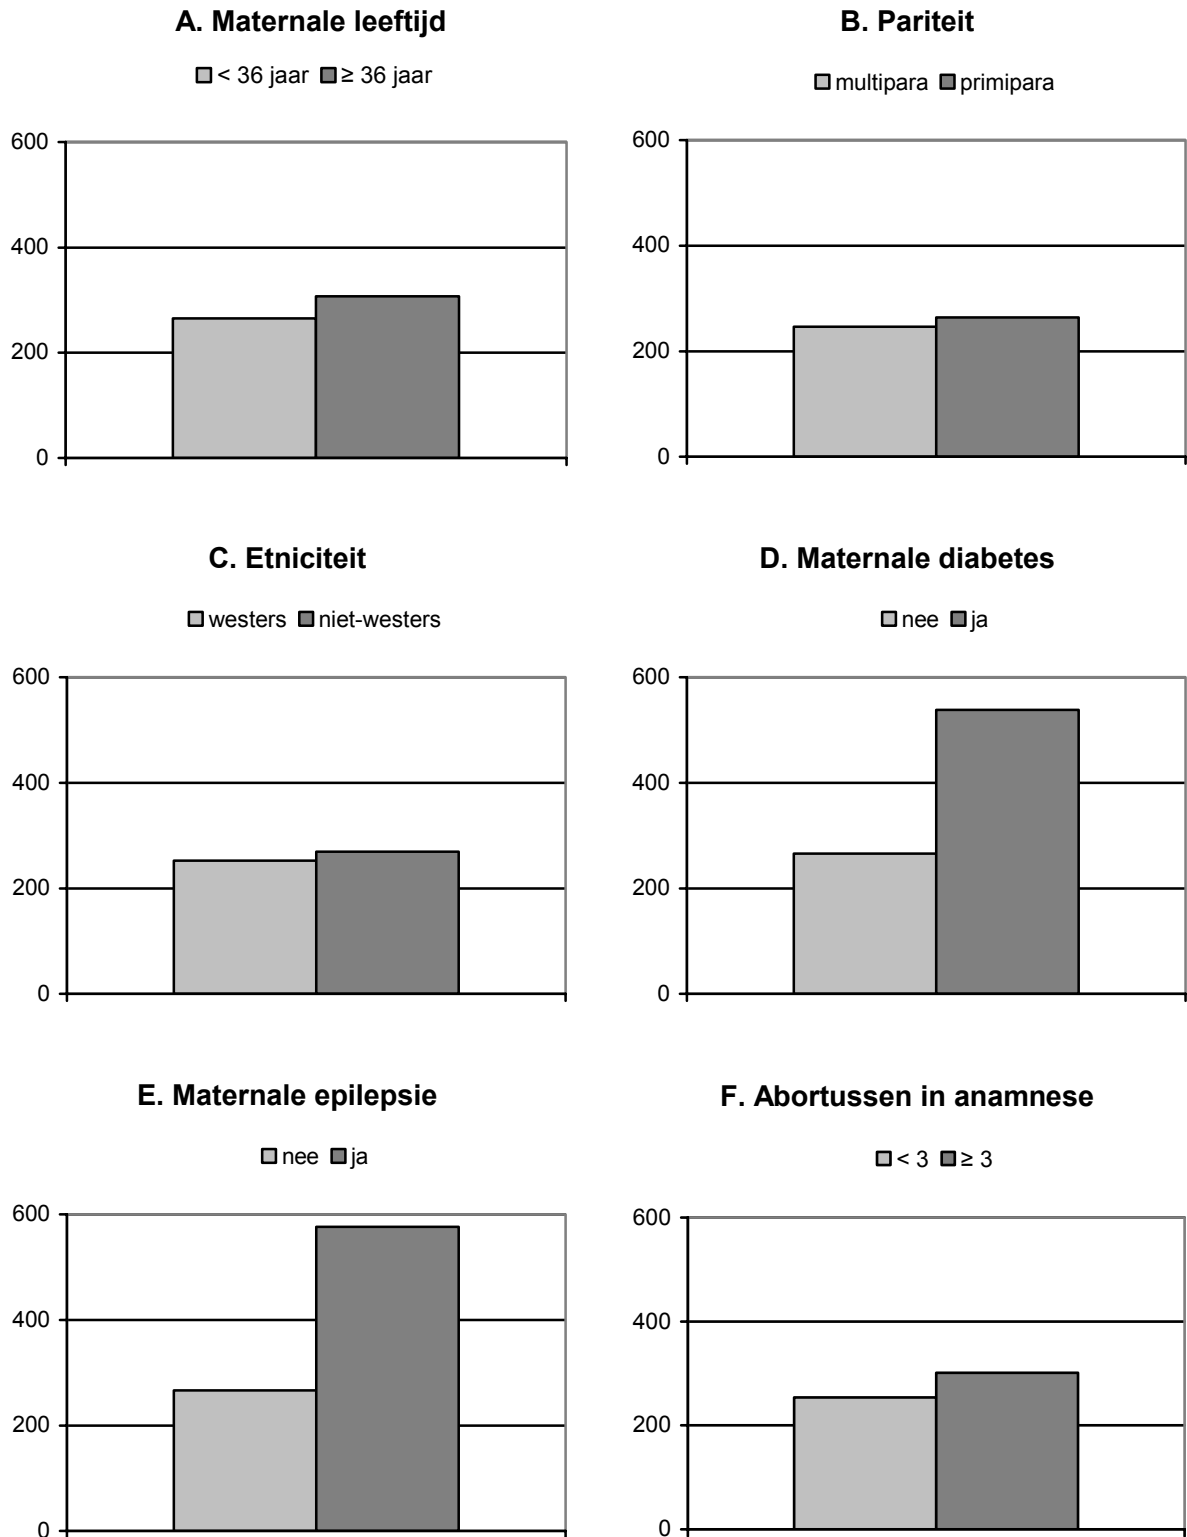 A. Maternale leeftijd
< 36 jaar ≥ 36 jaar
600
400
200
0
B. Pariteit
multipara primipara
600
400
200
0
C. Etniciteit
westers niet-westers
600
400
200
0
D. Maternale diabetes
nee ja
600
400
200
0
E. Maternale epilepsie
nee ja
600
400
200
0
F. Abortussen in anamnese
< 3 ≥ 3
600
400
200
0